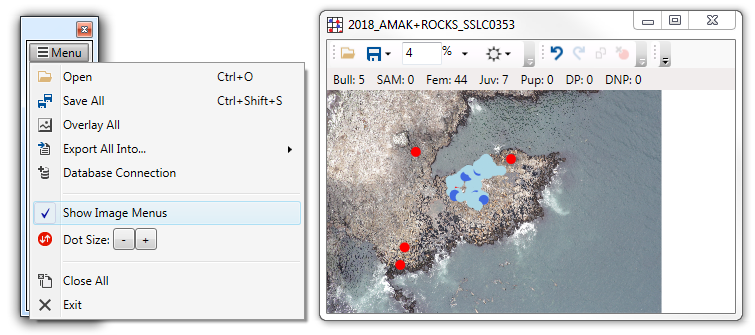 Menu
Open Ctrl+O
Save All Ctrl+Shift+S
Overlay All
Export All Into...
Database Connection
Show Image Menus
Dot Size: - +
Close All
Exit
2018_AMAK+ROCKS_SSLC0353
4 %
Bull: 5 SAM: 0 Fem: 44 Juv: 7 Pup: 0 DP: 0 DNP: 0